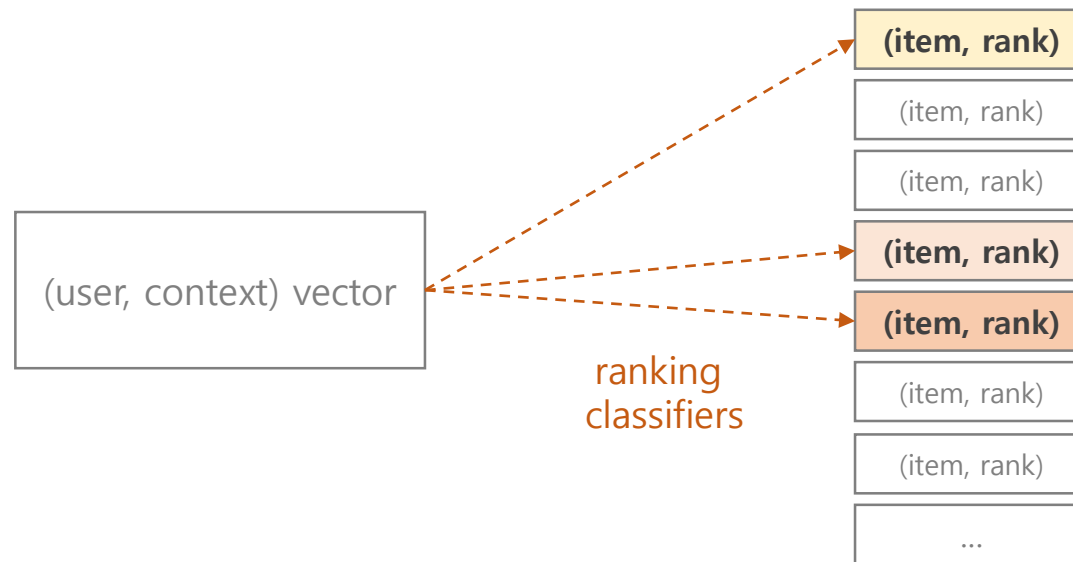 (item, rank)
(item, rank)
(item, rank)
(user, context) vector
(item, rank)
(item, rank)
ranking
classifiers
(item, rank)
(item, rank)
...